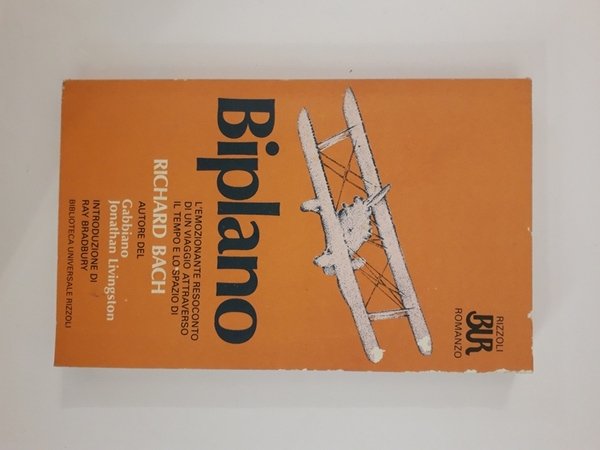 RIZZOLI
BUR
ROMANZO
Biplano
L'EMOZIONANTE RESOCONTO
DI UN VIAGGIO ATTRAVERSO
IL TEMPO E LO SPAZIO DI
RICHARD BACH
AUTORE DEL
Gabbiano
Jonathan Livingston
INTRODUZIONE DI
RAY BRADBURY
BIBLIOTECA UNIVERSALE RIZZOLI